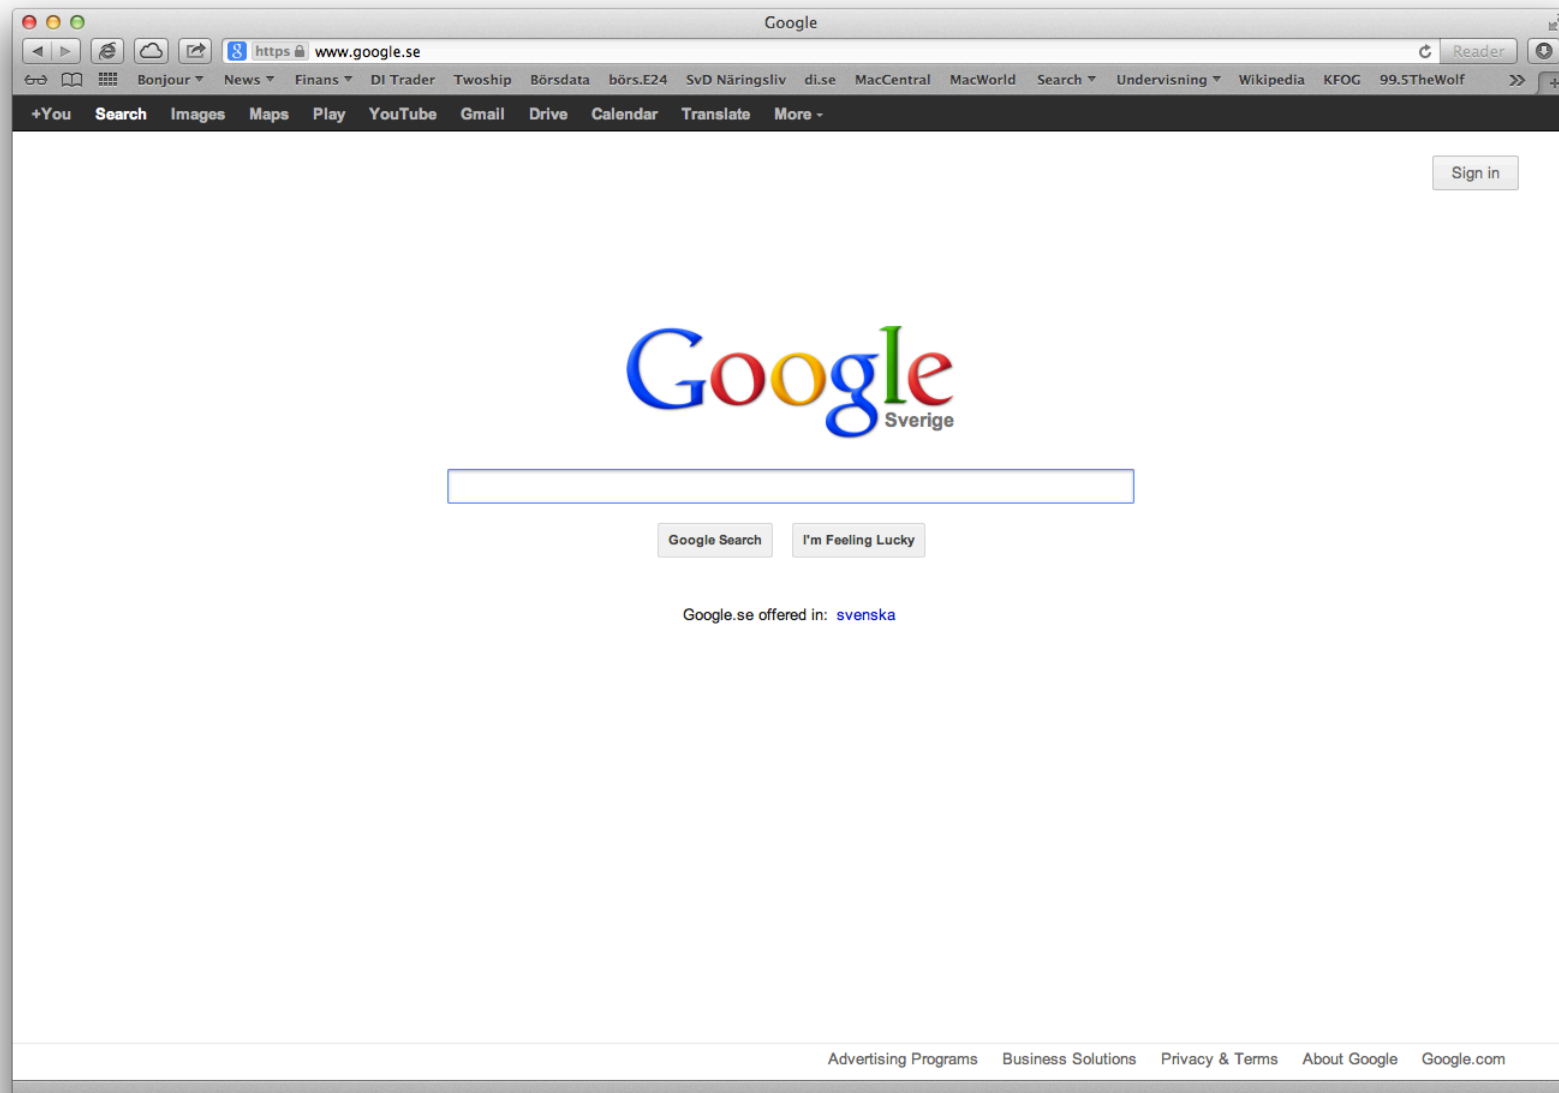 Google
https www.google.se Reader
Bonjour News Finans DI Trader Twoship Börsdata börs.E24 SvD Näringsliv di.se MacCentral MacWorld Search Undervisning Wikipedia KFOG 99.5TheWolf
+You Search Images Maps Play YouTube Gmail Drive Calendar Translate More
Sign in
Google
Sverige
Google Search I'm Feeling Lucky
Google.se offered in: svenska
Advertising Programs Business Solutions Privacy & Terms About Google Google.com